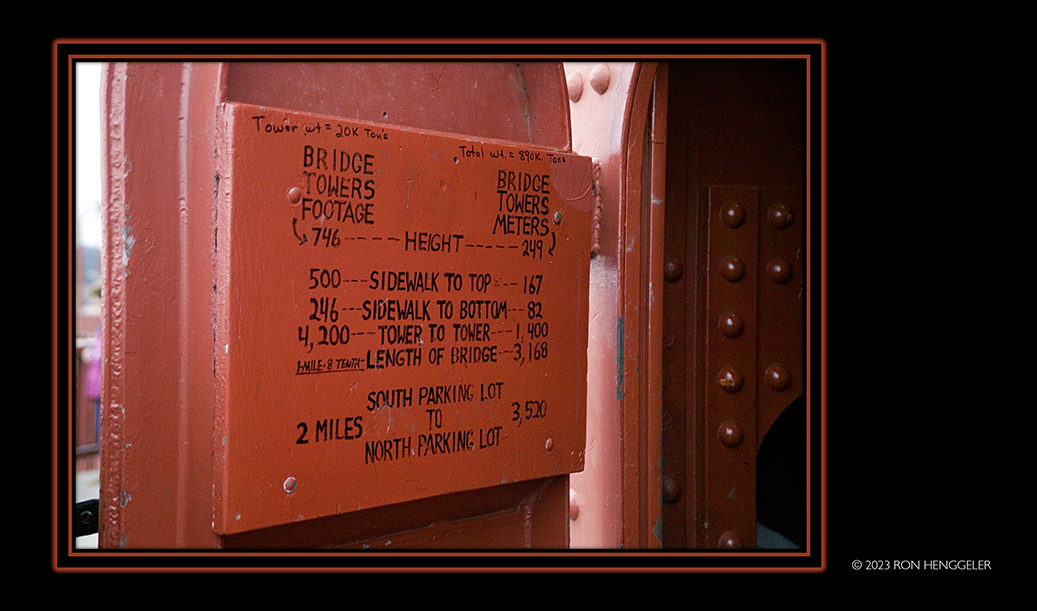 Tower wt = 20K Tons
Total wt. = 890K Tons
BRIDGE TOWERS FOOTAGE
BRIDGE TOWERS METERS
746 ---- HEIGHT ----- 249
500 --- SIDEWALK TO TOP --- 167
246 --- SIDEWALK TO BOTTOM -- 82
4,200 --- TOWER TO TOWER --- 1,400
1-MILE-8 TENTH- LENGTH OF BRIDGE --- 3,168
SOUTH PARKING LOT
2 MILES TO 3,520
NORTH PARKING LOT
© 2023 RON HENGGELER